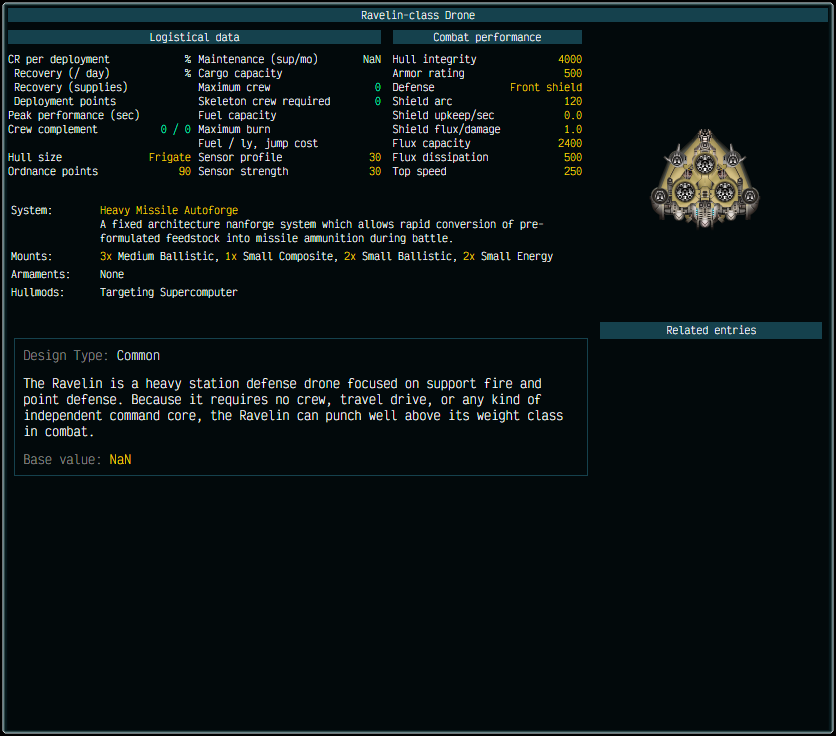 Ravelin-class Drone
Logistical data
Combat performance
CR per deployment % Maintenance (sup/mo) NaN Hull integrity 4000
Recovery (/ day) % Cargo capacity Armor rating 500
Recovery (supplies) Maximum crew 0 Defense Front shield
Deployment points Skeleton crew required 0 Shield arc 120
Peak performance (sec) Fuel capacity Shield upkeep/sec 0.0
Crew complement 0 / 0 Maximum burn Shield flux/damage 1.0
Fuel / ly, jump cost Flux capacity 2400
Hull size Frigate Sensor profile 30 Flux dissipation 500
Ordnance points 90 Sensor strength 30 Top speed 250
System: Heavy Missile Autoforge
A fixed architecture nanforge system which allows rapid conversion of pre-
formulated feedstock into missile ammunition during battle.
Mounts: 3x Medium Ballistic, 1x Small Composite, 2x Small Ballistic, 2x Small Energy
Armaments: None
Hullmods: Targeting Supercomputer
Related entries
Design Type: Common
The Ravelin is a heavy station defense drone focused on support fire and
point defense. Because it requires no crew, travel drive, or any kind of
independent command core, the Ravelin can punch well above its weight class
in combat.
Base value: NaN